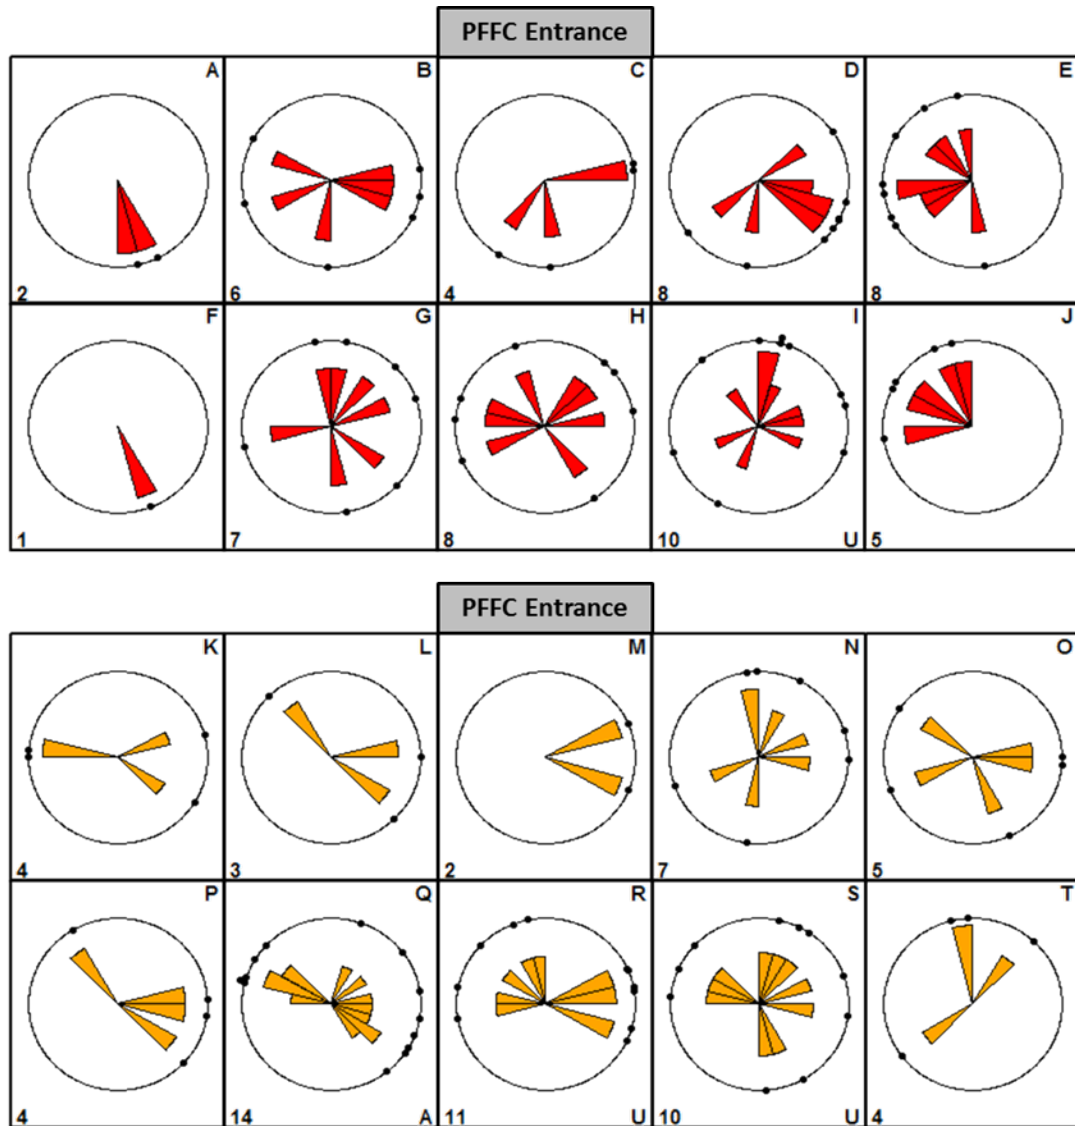 PFFC Entrance
A B C D E
2 6 4 8 8
F G H I J
1 7 8 10 U 5
PFFC Entrance
K L M N O
4 3 2 7 5
P Q R S T
4 14 A 11 U 10 U 4